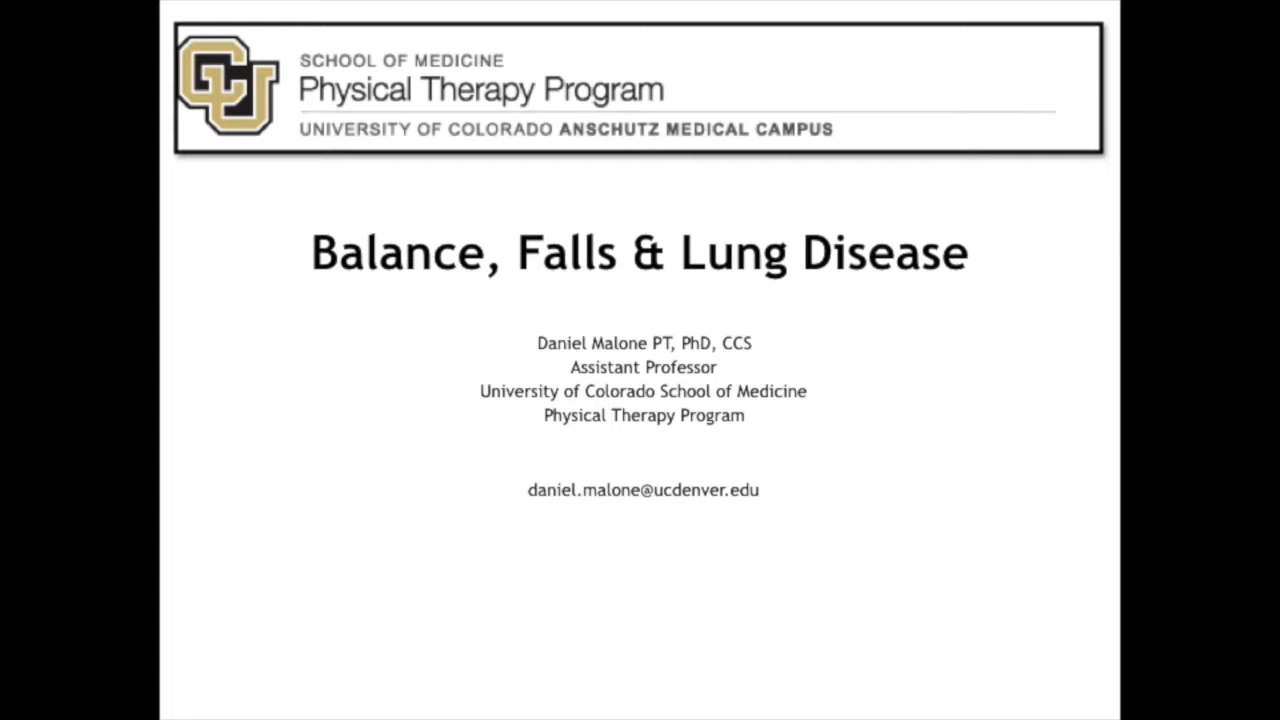 CU
SCHOOL OF MEDICINE
Physical Therapy Program
UNIVERSITY OF COLORADO ANSCHUTZ MEDICAL CAMPUS
Balance, Falls & Lung Disease
Daniel Malone PT, PhD, CCS
Assistant Professor
University of Colorado School of Medicine
Physical Therapy Program
daniel.malone@ucdenver.edu